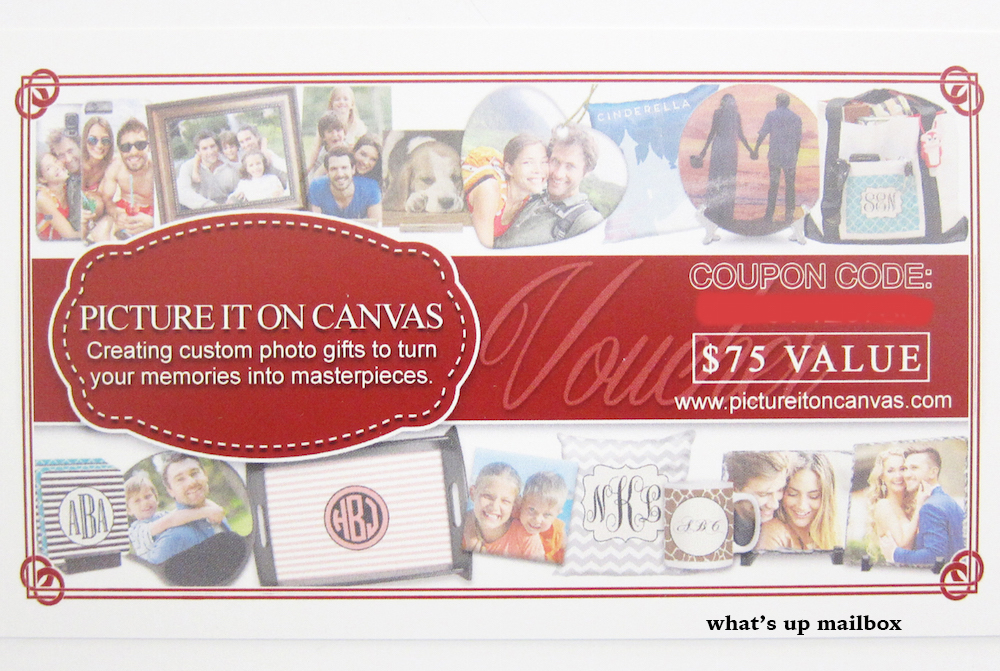 CINDERELLA
SGN
PICTURE IT ON CANVAS
Creating custom photo gifts to turn
your memories into masterpieces.
Voucher
COUPON CODE:
$75 VALUE
www.pictureitoncanvas.com
ABA
HBJ
NKL
ABC
what's up mailbox